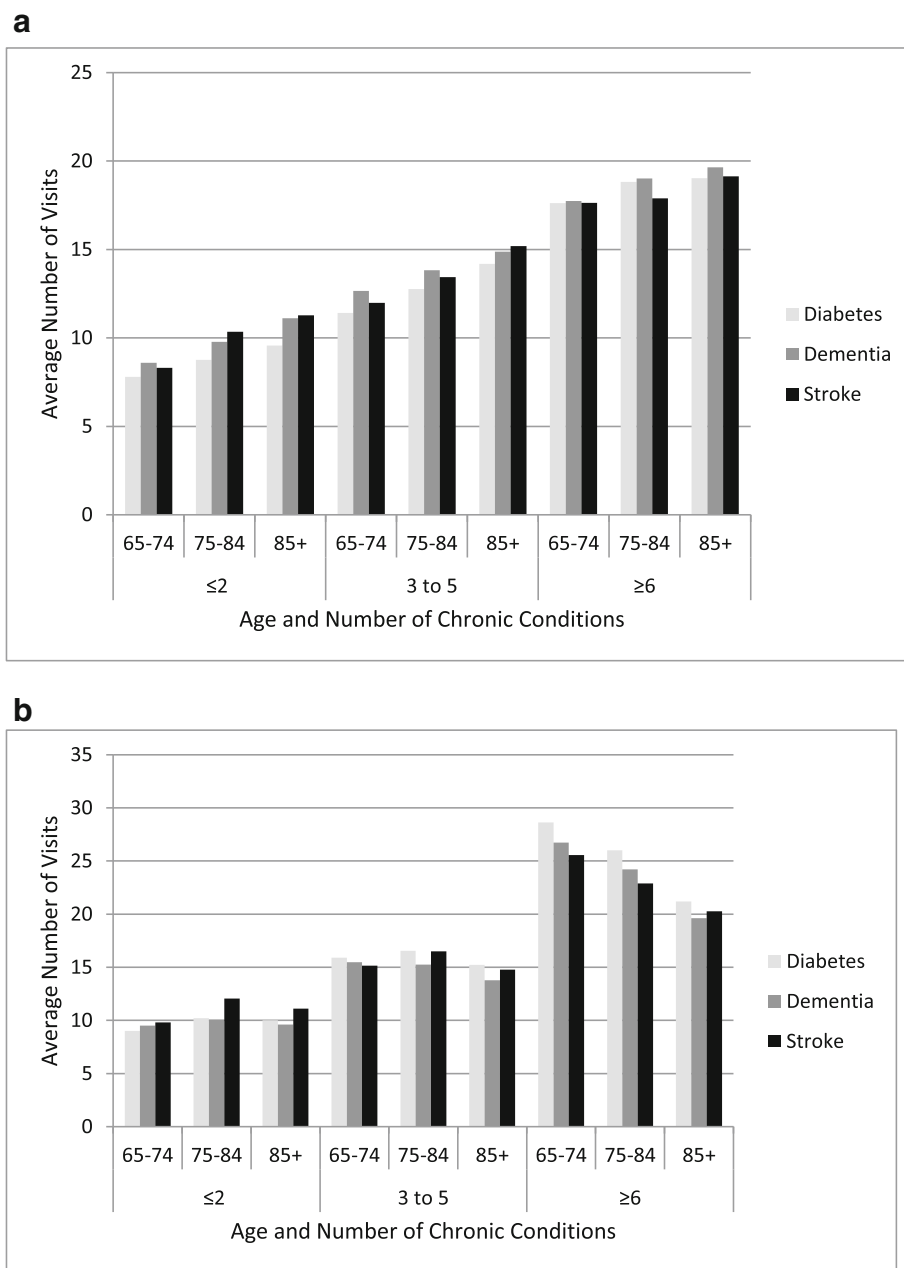 a
25
20
15
10
5
0
Average Number of Visits
Diabetes
Dementia
Stroke
65-74 75-84 85+ 65-74 75-84 85+ 65-74 75-84 85+
≤2 3 to 5 ≥6
Age and Number of Chronic Conditions
b
35
30
25
20
15
10
5
0
Average Number of Visits
Diabetes
Dementia
Stroke
65-74 75-84 85+ 65-74 75-84 85+ 65-74 75-84 85+
≤2 3 to 5 ≥6
Age and Number of Chronic Conditions